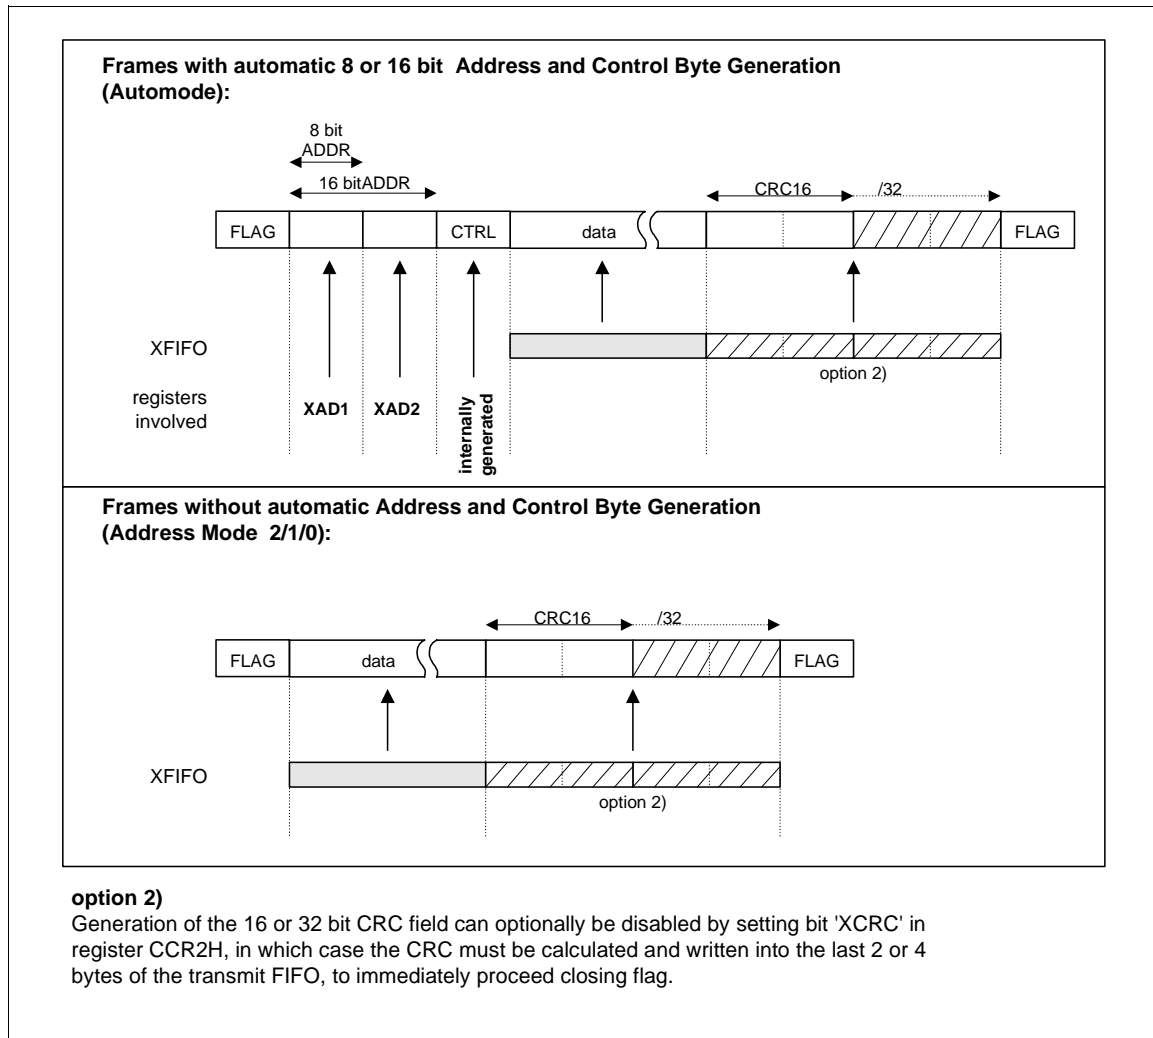 Frames with automatic 8 or 16 bit  Address and Control Byte Generation
(Automode):
8 bit
ADDR
16 bitADDR
CRC16
/32
FLAG
CTRL
data
FLAG
XFIFO
option 2)
registers
involved
XAD1
XAD2
internally
generated
Frames without automatic Address and Control Byte Generation
(Address Mode  2/1/0):
CRC16
/32
FLAG
data
FLAG
XFIFO
option 2)
option 2)
Generation of the 16 or 32 bit CRC field can optionally be disabled by setting bit 'XCRC' in
register CCR2H, in which case the CRC must be calculated and written into the last 2 or 4
bytes of the transmit FIFO, to immediately proceed closing flag.